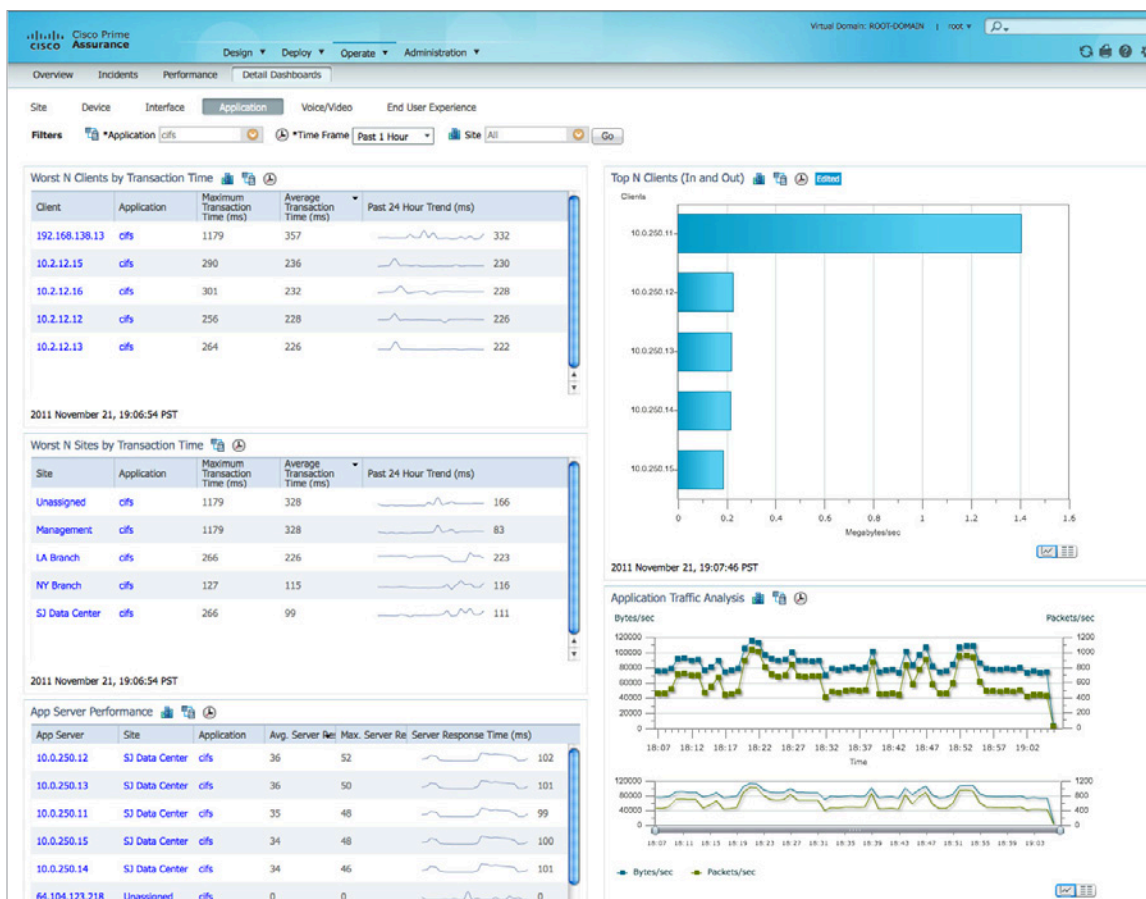 Virtual Domain: ROOT-DOMAIN | root
CISCO Cisco Prime Assurance
Design Deploy Operate Administration
Overview Incidents Performance Detail Dashboards
Site Device Interface Application Voice/Video End User Experience
Filters *Application cifs *Time Frame Past 1 Hour Site All Go
Worst N Clients by Transaction Time
Client Application Maximum Transaction Time (ms) Average Transaction Time (ms) Past 24 Hour Trend (ms)
192.168.138.13 cifs 1179 357 332
10.2.12.15 cifs 290 236 230
10.2.12.16 cifs 301 232 228
10.2.12.12 cifs 256 228 226
10.2.12.13 cifs 264 226 222
2011 November 21, 19:06:54 PST
Worst N Sites by Transaction Time
Site Application Maximum Transaction Time (ms) Average Transaction Time (ms) Past 24 Hour Trend (ms)
Unassigned cifs 1179 328 166
Management cifs 1179 328 83
LA Branch cifs 266 226 223
NY Branch cifs 127 115 116
SJ Data Center cifs 266 99 111
2011 November 21, 19:06:54 PST
App Server Performance
App Server Site Application Avg. Server Max. Server Re Server Response Time (ms)
10.0.250.12 SJ Data Center cifs 36 52 102
10.0.250.13 SJ Data Center cifs 36 50 101
10.0.250.11 SJ Data Center cifs 35 48 99
10.0.250.15 SJ Data Center cifs 34 48 100
10.0.250.14 SJ Data Center cifs 34 46 101
64.104.123.218 Unassigned cifs 0 0 0
Top N Clients (In and Out) Edited
Clients
10.0.250.11
10.0.250.12
10.0.250.13
10.0.250.14
10.0.250.15
0 0.2 0.4 0.6 0.8 1 1.2 1.4 1.6
Megabytes/sec
2011 November 21, 19:07:46 PST
Application Traffic Analysis
Bytes/sec Packets/sec
120000 1200
100000 1000
80000 800
60000 600
40000 400
20000 200
0 0
18:07 18:12 18:17 18:22 18:27 18:32 18:37 18:42 18:47 18:52 18:57 19:02
Time
120000 1200
80000 800
40000 400
0 0
18:07 18:11 18:15 18:19 18:23 18:27 18:31 18:35 18:39 18:43 18:47 18:51 18:55 18:59 19:03
Bytes/sec Packets/sec